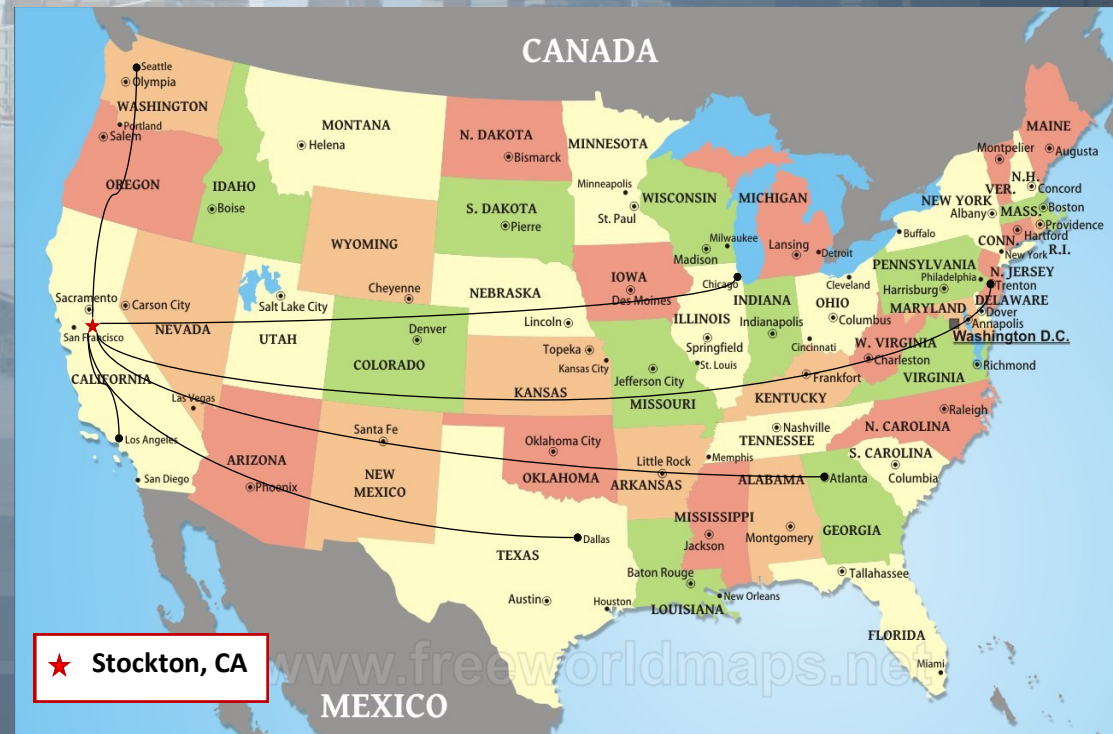 CANADA
Seattle
Olympia
WASHINGTON
Portland
Salem
OREGON
IDAHO
Boise
MONTANA
Helena
N. DAKOTA
Bismarck
S. DAKOTA
Pierre
MINNESOTA
Minneapolis
St. Paul
WISCONSIN
Milwaukee
Madison
MICHIGAN
Lansing
Detroit
MAINE
Augusta
Montpelier
VER.
N.H.
Concord
NEW YORK
Albany
MASS.
Boston
Providence
Hartford
CONN.
R.I.
New York
Buffalo
PENNSYLVANIA
Philadelphia
Harrisburg
N. JERSEY
Trenton
MARYLAND
DELAWARE
Dover
Annapolis
Washington D.C.
WYOMING
Cheyenne
NEBRASKA
Lincoln
IOWA
Des Moines
Chicago
ILLINOIS
Springfield
INDIANA
Indianapolis
OHIO
Cleveland
Columbus
Cincinnati
W. VIRGINIA
Charleston
VIRGINIA
Richmond
Sacramento
San Francisco
Carson City
NEVADA
Salt Lake City
UTAH
Denver
COLORADO
Topeka
Kansas City
KANSAS
Jefferson City
St. Louis
MISSOURI
Frankfort
KENTUCKY
CALIFORNIA
Las Vegas
Los Angeles
San Diego
ARIZONA
Phoenix
Santa Fe
NEW
MEXICO
Oklahoma City
OKLAHOMA
Little Rock
ARKANSAS
Nashville
TENNESSEE
Memphis
Raleigh
N. CAROLINA
S. CAROLINA
Columbia
ALABAMA
Montgomery
Atlanta
GEORGIA
MISSISSIPPI
Jackson
Dallas
TEXAS
Austin
Houston
Baton Rouge
New Orleans
LOUISIANA
Tallahassee
FLORIDA
Miami
Stockton, CA
www.freeworldmaps.net
MEXICO